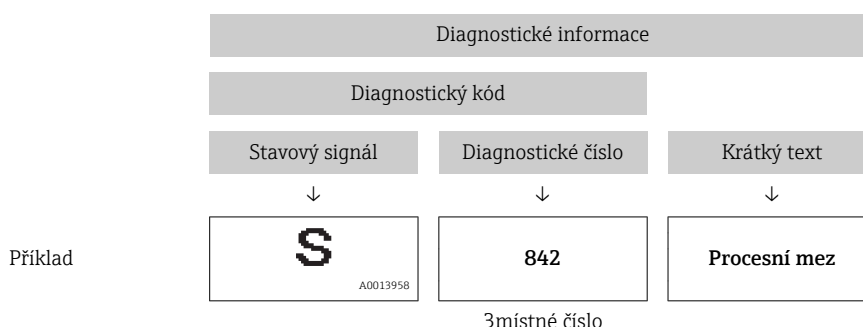 Diagnostické informace
Diagnostický kód
Stavový signál Diagnostické číslo Krátký text
↓ ↓ ↓
Příklad S 842 Procesní mez
A0013958
3místné číslo